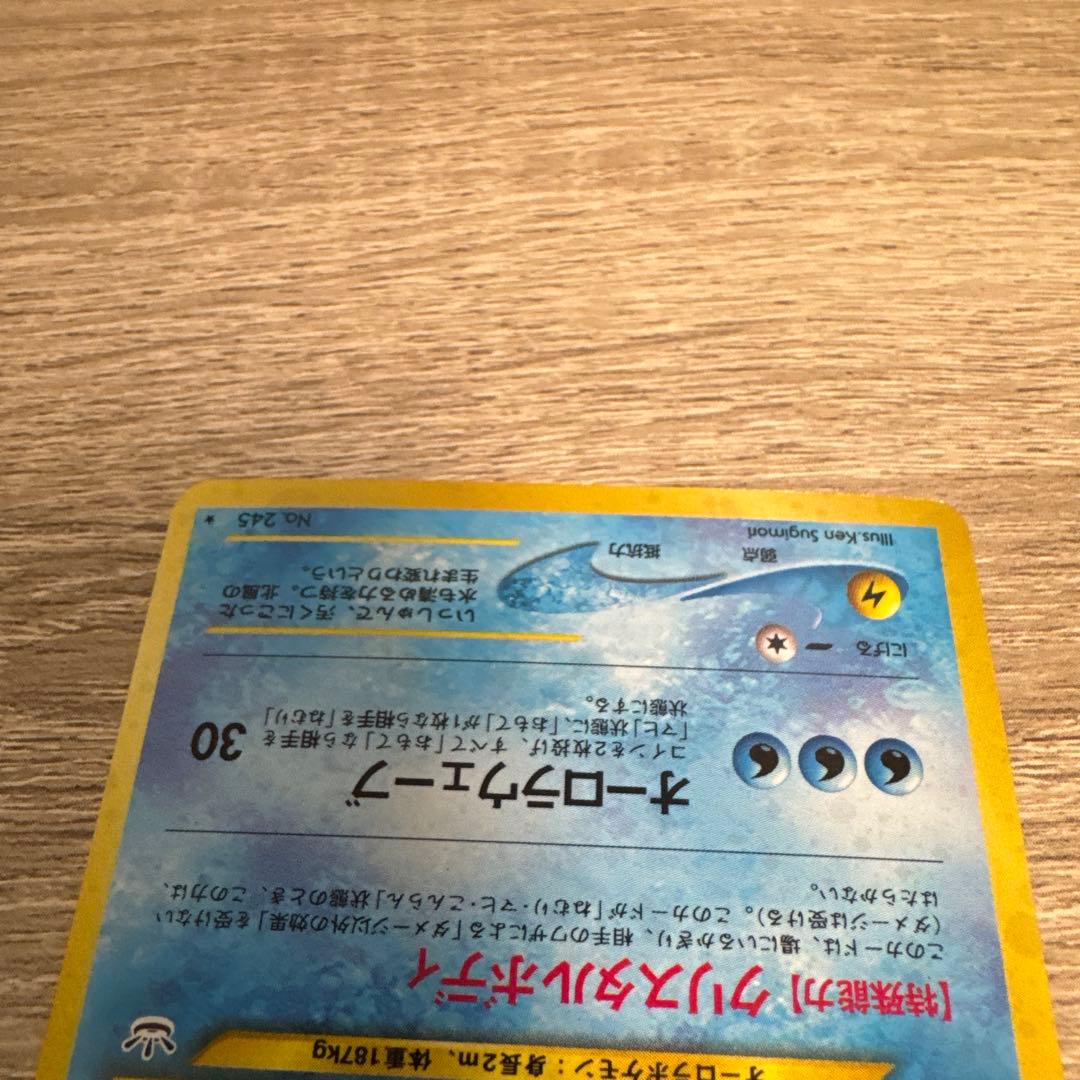 オーロラポケモン：身長2m、体重187kg
【特殊能力】クリスタルボディ
このカードは、場にいるかぎり、相手のワザによる「ダメージ以外の効果」を受けない
（ダメージは受ける）。このカードが「ねむり・マヒ・こんらん」状態のとき、この力は、
はたらかない。
オーロラウェーブ
30
コインを2枚投げ、すべて「おもて」なら相手を
「マヒ」状態に、「おもて」が1枚なら相手を「ねむり」
状態にする。
にげる
弱点
抵抗力
いっしゅんで、汚くにごった
水も清める力を持つ。北風の
生まれ変わりという。
Illus.Ken Sugimori
No. 245 ★